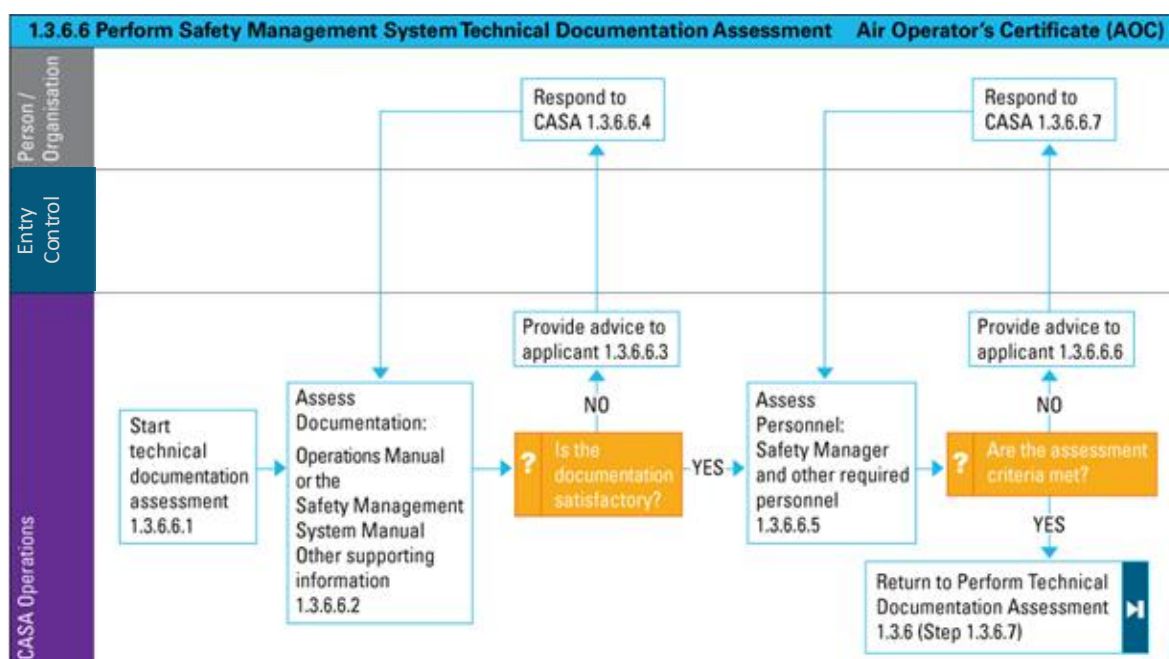 1.3.6.6 Perform Safety Management System Technical Documentation Assessment Air Operator's Certificate (AOC)
Person /
Organisation
Respond to
CASA 1.3.6.6.4
Respond to
CASA 1.3.6.6.7
Entry
Control
CASA Operations
Provide advice to
applicant 1.3.6.6.3
Provide advice to
applicant 1.3.6.6.6
Start
technical
documentation
assessment
1.3.6.6.1
Assess
Documentation:
Operations Manual
or the
Safety Management
System Manual
Other supporting
information
1.3.6.6.2
NO
? Is the
documentation
satisfactory?
YES
Assess
Personnel:
Safety Manager
and other required
personnel
1.3.6.6.5
NO
? Are the assessment
criteria met?
YES
Return to Perform Technical
Documentation Assessment
1.3.6 (Step 1.3.6.7)